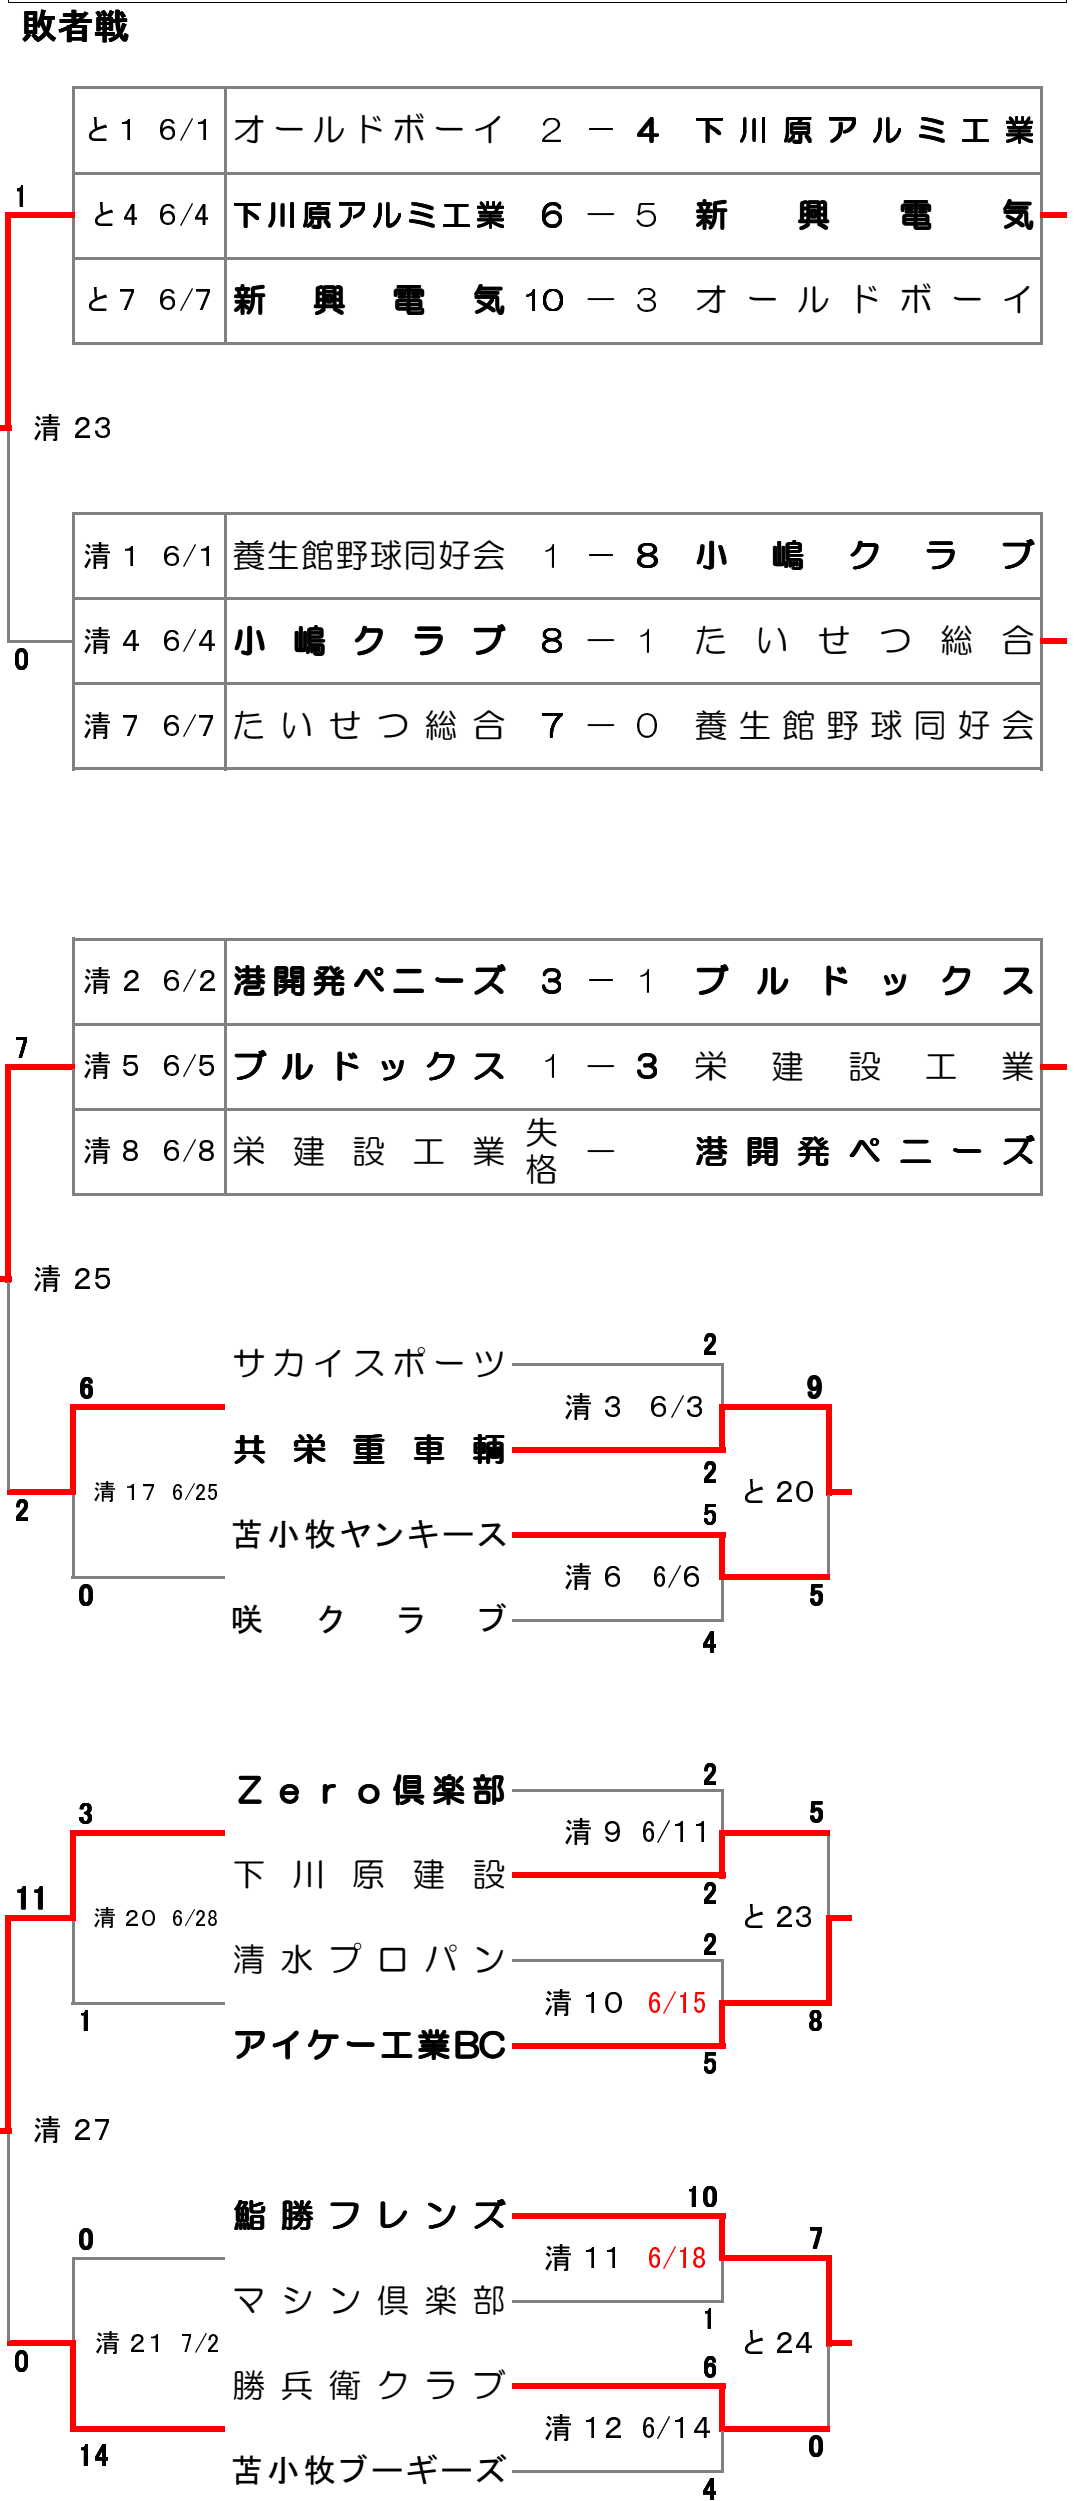 敗者戦
と1 6/1 オールドボーイ 2 － 4 下川原アルミ工業
1
と4 6/4 下川原アルミ工業 6 － 5 新興電気
と7 6/7 新興電気 10 － 3 オールドボーイ
清 23
清 1 6/1 養生館野球同好会 1 － 8 小嶋クラブ
清 4 6/4 小嶋クラブ 8 － 1 たいせつ総合
0
清 7 6/7 たいせつ総合 7 － 0 養生館野球同好会
清 2 6/2 港開発ペニーズ 3 － 1 ブルドックス
7
清 5 6/5 ブルドックス 1 － 3 栄建設工業
清 8 6/8 栄建設工業 失格 － 港開発ペニーズ
清 25
2
サカイスポーツ
6
9
清 3 6/3
共栄重車輌
2
清 17 6/25
と 20
2
5
苫小牧ヤンキース
清 6 6/6
0
5
咲クラブ
4
2
Zero倶楽部
3
5
清 9 6/11
下川原建設
2
11
清 20 6/28
と 23
2
清水プロパン
清 10 6/15
1
8
アイケー工業BC
5
清 27
10
鮨勝フレンズ
0
7
清 11 6/18
マシン倶楽部
1
清 21 7/2
と 24
0
6
勝兵衛クラブ
清 12 6/14
14
0
苫小牧ブーギーズ
4